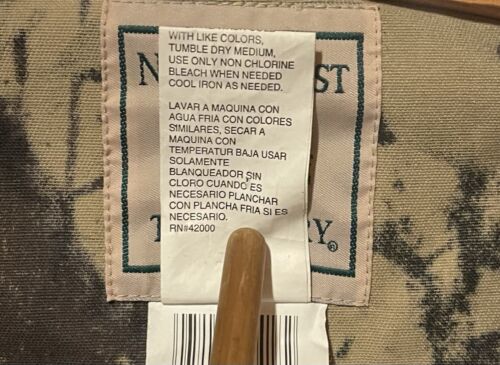 WITH LIKE COLORS,
TUMBLE DRY MEDIUM,
USE ONLY NON CHLORINE
BLEACH WHEN NEEDED
COOL IRON AS NEEDED.
LAVAR A MAQUINA CON
AGUA FRIA CON COLORES
SIMILARES, SECAR A
MAQUINA CON
TEMPERATUR BAJA USAR
SOLAMENTE
BLANQUEADOR SIN
CLORO CUANDO ES
NECESARIO PLANCHAR
CON PLANCHA FRIA SI ES
NECESARIO.
RN#42000